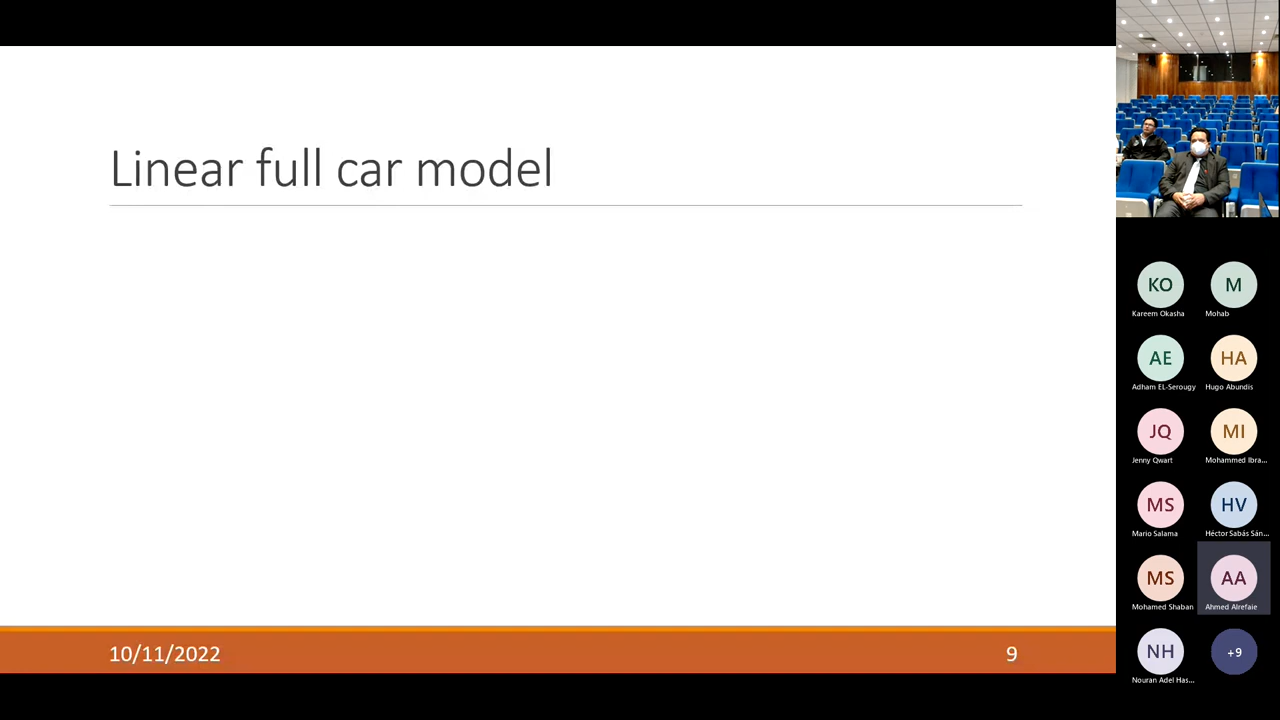 Linear full car model
10/11/2022
9
KO
Kareem Okasha
M
Mohab
AE
Adham EL-Serougy
HA
Hugo Abundis
JQ
Jenny Qwart
MI
Mohammed Ibra...
MS
Mario Salama
HV
Héctor Sabás Sán...
MS
Mohamed Shaban
AA
Ahmed Alrefaie
NH
Nouran Adel Has...
+9